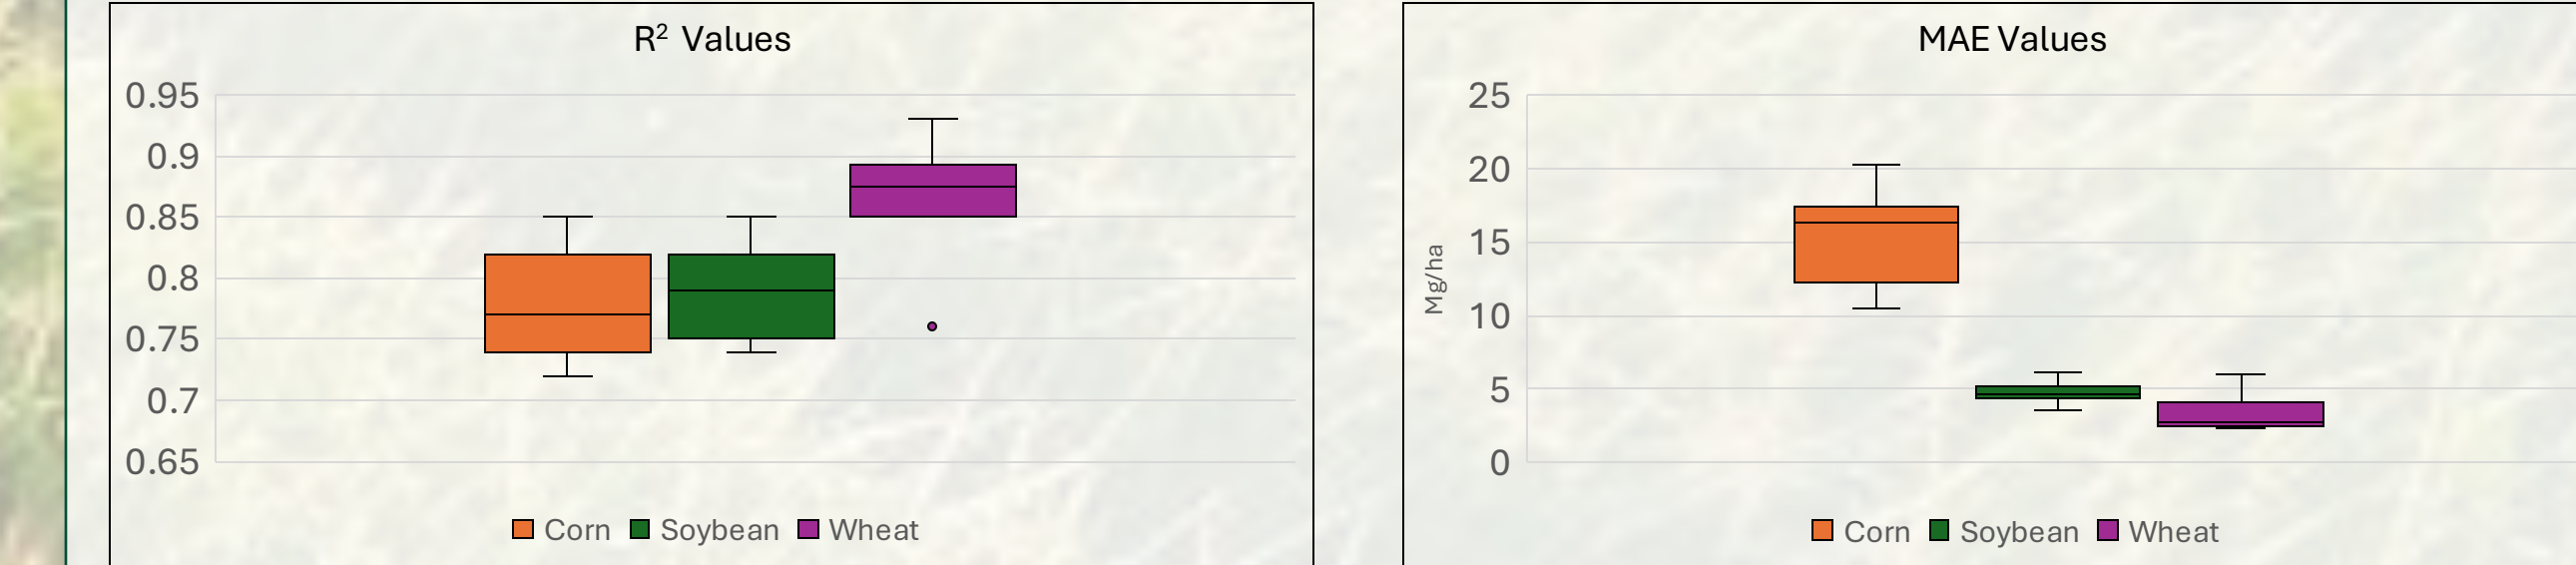 R² Values
0.95
0.9
0.85
0.8
0.75
0.7
0.65
Corn Soybean Wheat
MAE Values
Mg/ha
25
20
15
10
5
0
Corn Soybean Wheat